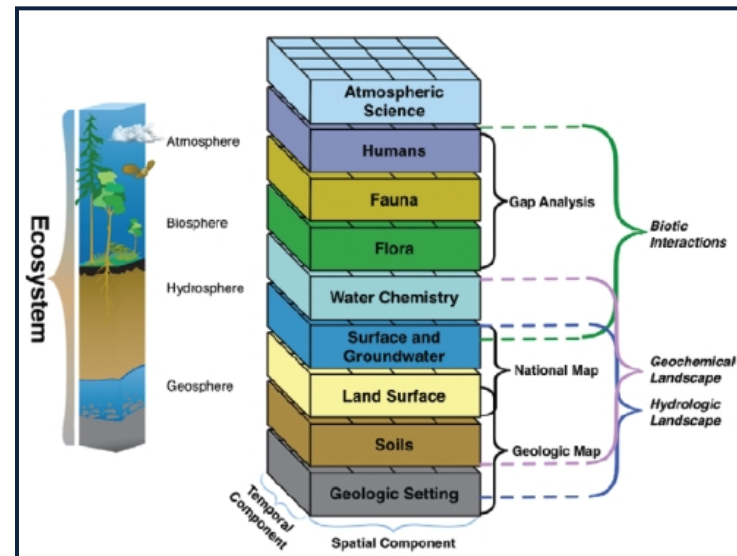 Ecosystem
Atmosphere
Biosphere
Hydrosphere
Geosphere
Atmospheric
Science
Humans
Fauna
Flora
Water Chemistry
Surface and
Groundwater
Land Surface
Soils
Geologic Setting
Temporal
Component
Spatial Component
Gap Analysis
National Map
Geologic Map
Biotic
Interactions
Geochemical
Landscape
Hydrologic
Landscape